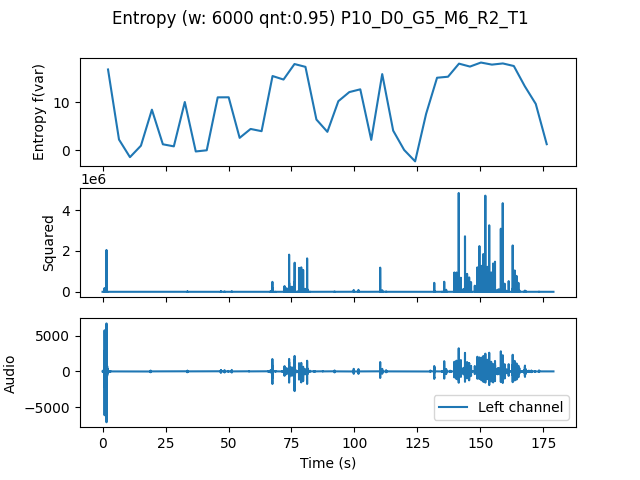 Entropy (w: 6000 qnt:0.95) P10_D0_G5_M6_R2_T1
Entropy f(var)
10
0
1e6
Squared
4
2
0
Audio
5000
0
−5000
Left channel
0
25
50
75
100
125
150
175
Time (s)